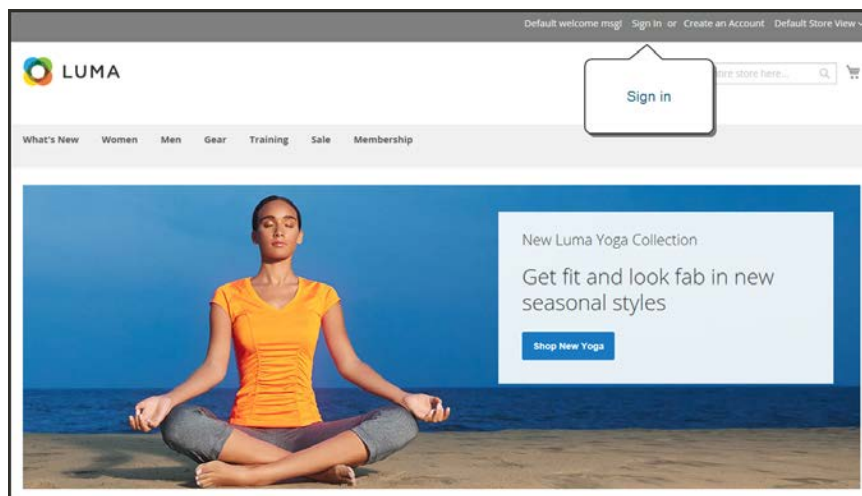 Default welcome msg! Sign In or Create an Account Default Store View
LUMA
store here...
Sign in
What's New Women Men Gear Training Sale Membership
New Luma Yoga Collection
Get fit and look fab in new
seasonal styles
Shop New Yoga